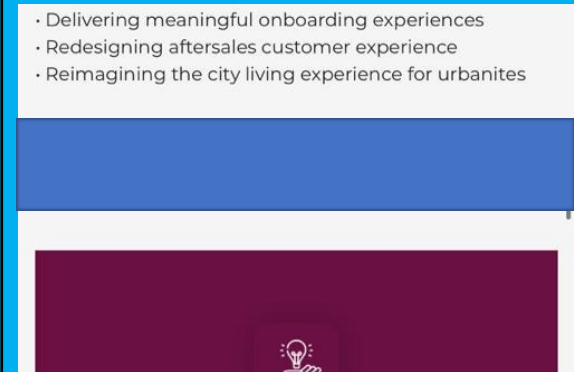 • Delivering meaningful onboarding experiences
• Redesigning aftersales customer experience
• Reimagining the city living experience for urbanites